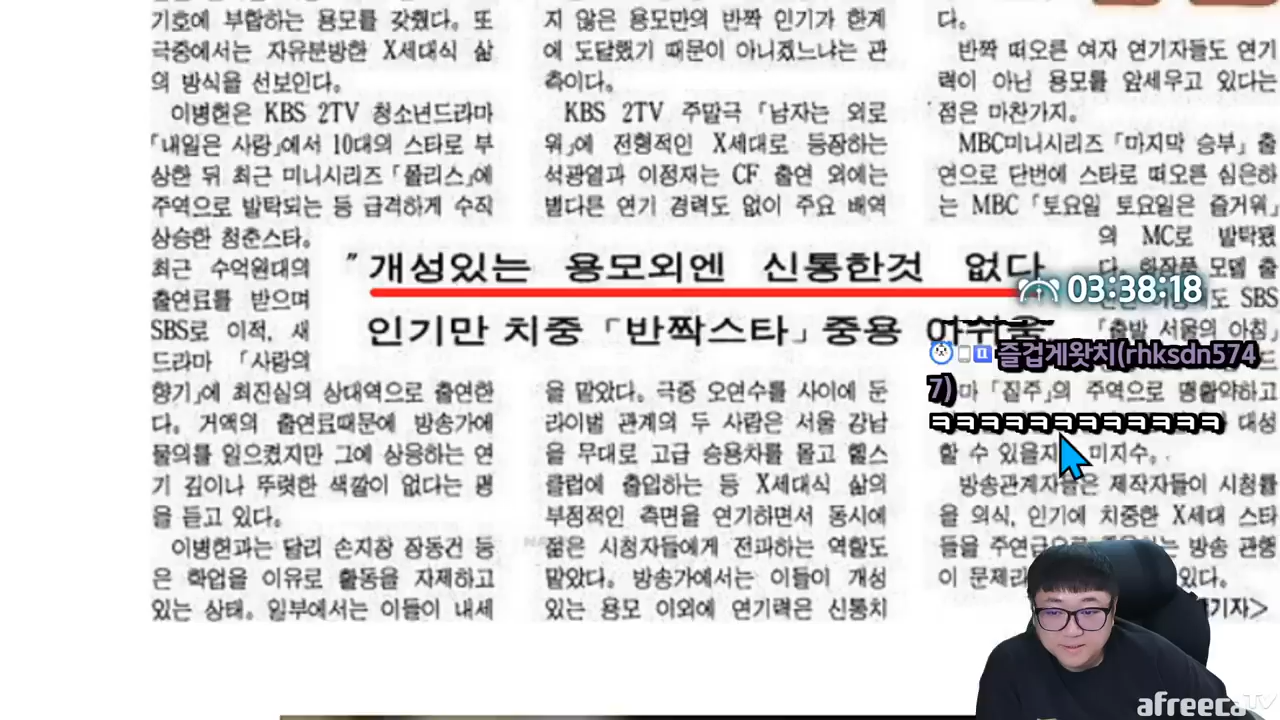 기호에 부합하는 용모를 갖췄다. 또
극중에서는 자유분방한 X세대식 삶
의 방식을 선보인다.
이병헌은 KBS 2TV 청소년드라마
「내일은 사랑」에서 10대의 스타로 부
상한 뒤 최근 미니시리즈 「폴리스」에
주역으로 발탁되는 등 급격하게 수직
상승한 청춘스타.
최근 수억원대의
출연료를 받으며
SBS로 이적, 새
드라마 「사랑의
향기」에 최진실의 상대역으로 출연한
다. 거액의 출연료때문에 방송가에
물의를 일으켰지만 그에 상응하는 연
기 깊이나 뚜렷한 색깔이 없다는 평
을 듣고 있다.
이병헌과는 달리 손지창 장동건 등
은 학업을 이유로 활동을 자제하고
있는 상태. 일부에서는 이들이 내세
지 않은 용모만의 반짝 인기가 한계
에 도달했기 때문이 아니겠느냐는 관
측이다.
KBS 2TV 주말극 「남자는 외로
워」에 전형적인 X세대로 등장하는
석광열과 이정재는 CF 출연 외에는
별다른 연기 경력도 없이 주요 배역
"개성있는 용모외엔 신통한것 없다
인기만 치중 「반짝스타」 중용 아쉬움"
을 맡았다. 극중 오연수를 사이에 둔
라이벌 관계의 두 사람은 서울 강남
을 무대로 고급 승용차를 몰고 헬스
클럽에 출입하는 등 X세대식 삶의
부정적인 측면을 연기하면서 동시에
젊은 시청자들에게 전파하는 역할도
맡았다. 방송가에서는 이들이 개성
있는 용모 이외에 연기력은 신통치
다.
반짝 떠오른 여자 연기자들도 연기
력이 아닌 용모를 앞세우고 있다는
점은 마찬가지.
MBC미니시리즈 「마지막 승부」 출
연으로 단번에 스타로 떠오른 심은하
는 MBC 「토요일 토요일은 즐거워」
의 MC로 발탁됐
다. 화장품 모델 출
도 SBS
「출발 서울의 아침」
마 「질주」의 주역으로 맹활약하고
대성
할 수 있을지 미지수.
방송관계자들은 제작자들이 시청률
을 의식, 인기에 치중한 X세대 스타
들을 주연급으로 중용하는 방송 관행
이 문제라 있다.
기자>
03:38:18
즐겁게왓치(rhksdn574
7)
ㅋㅋㅋㅋㅋㅋㅋㅋㅋㅋㅋㅋ
afreecaTV